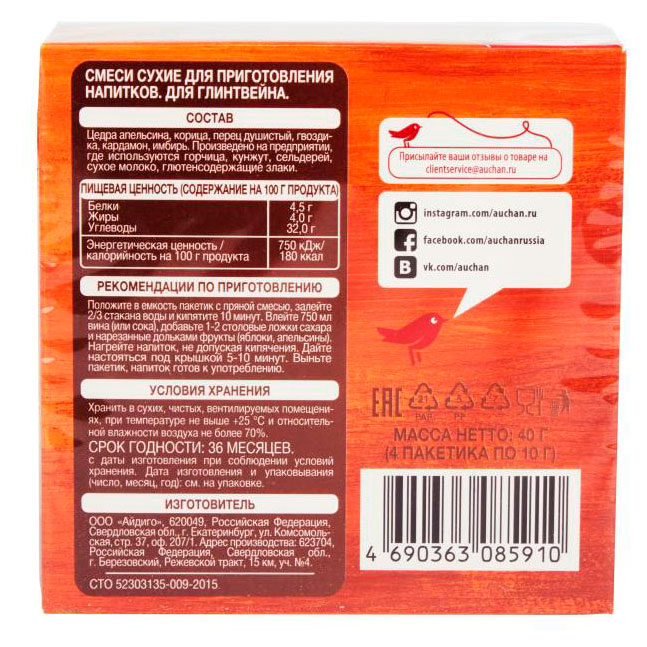 СМЕСИ СУХИЕ ДЛЯ ПРИГОТОВЛЕНИЯ
НАПИТКОВ. ДЛЯ ГЛИНТВЕЙНА.
СОСТАВ
Цедра апельсина, корица, перец душистый, гвозди-
ка, кардамон, имбирь. Произведено на предприятии,
где используются горчица, кунжут, сельдерей,
сухое молоко, глютенсодержащие злаки.
ПИЩЕВАЯ ЦЕННОСТЬ (СОДЕРЖАНИЕ НА 100 Г ПРОДУКТА)
Белки 4,5 г
Жиры 4,0 г
Углеводы 32,0 г
Энергетическая ценность / 750 кДж/
калорийность на 100 г продукта 180 ккал
РЕКОМЕНДАЦИИ ПО ПРИГОТОВЛЕНИЮ
Положите в емкость пакетик с пряной смесью, залейте
2/3 стакана воды и кипятите 10 минут. Влейте 750 мл
вина (или сока), добавьте 1-2 столовые ложки сахара
и нарезанные дольками фрукты (яблоки, апельсины).
Нагрейте напиток, не допуская кипячения. Дайте
настояться под крышкой 5-10 минут. Выньте
пакетик, напиток готов к употреблению.
УСЛОВИЯ ХРАНЕНИЯ
Хранить в сухих, чистых, вентилируемых помещени-
ях, при температуре не выше +25 °С и относитель-
ной влажности воздуха не более 70%.
СРОК ГОДНОСТИ: 36 МЕСЯЦЕВ.
с даты изготовления при соблюдении условий
хранения. Дата изготовления и упаковывания
(число, месяц, год): см. на упаковке.
ИЗГОТОВИТЕЛЬ
ООО «Айдиго», 620049, Российская Федерация,
Свердловская обл., г. Екатеринбург, ул. Комсомоль-
ская, стр. 37, оф. 207/1. Адрес производства: 623704,
Российская Федерация, Свердловская обл.,
г. Березовский, Режевской тракт, 15 км, уч. №4.
СТО 52303135-009-2015
Присылайте ваши отзывы о товаре на
clientservice@auchan.ru
instagram.com/auchan.ru
facebook.com/auchanrussia
vk.com/auchan
EAC
21
PAP
МАССА НЕТТО: 40 Г
(4 ПАКЕТИКА ПО 10 Г)
4 690363 085910